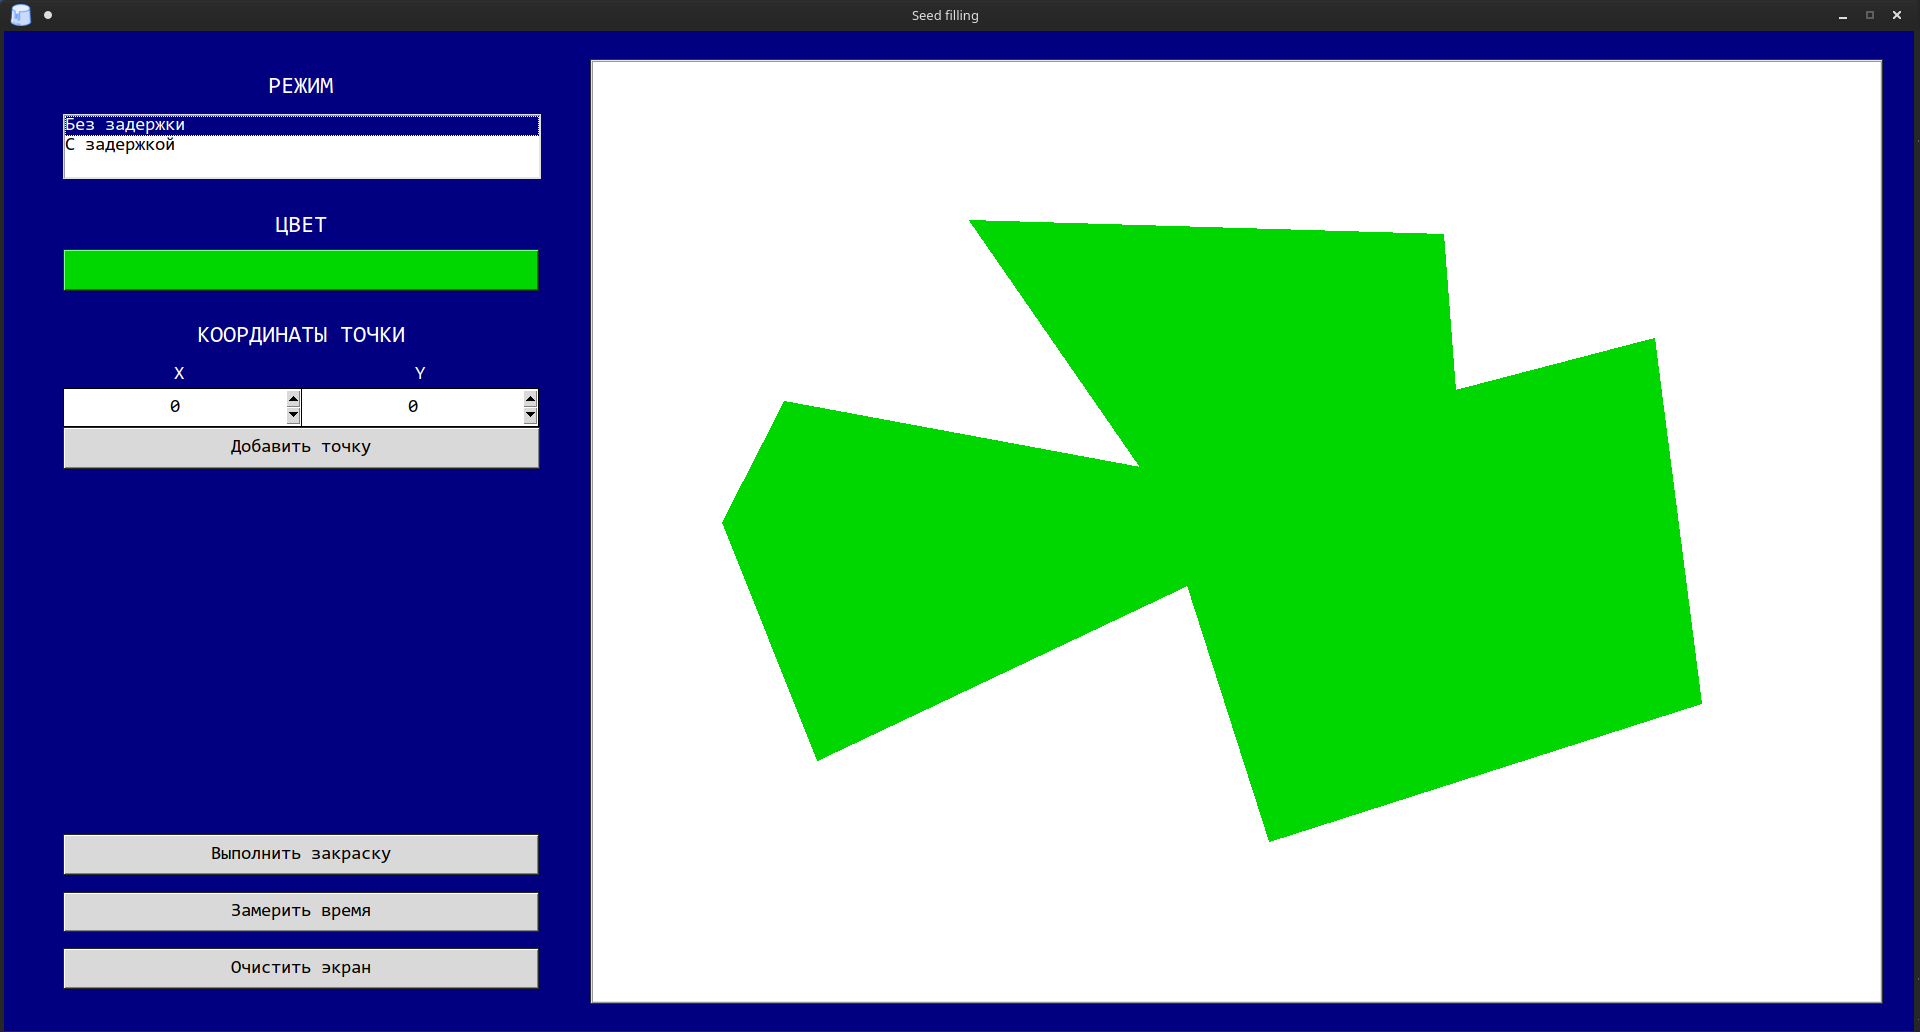 Seed filling
РЕЖИМ
Без задержки
С задержкой
ЦВЕТ
КООРДИНАТЫ ТОЧКИ
X Y
0 0
Добавить точку
Выполнить закраску
Замерить время
Очистить экран